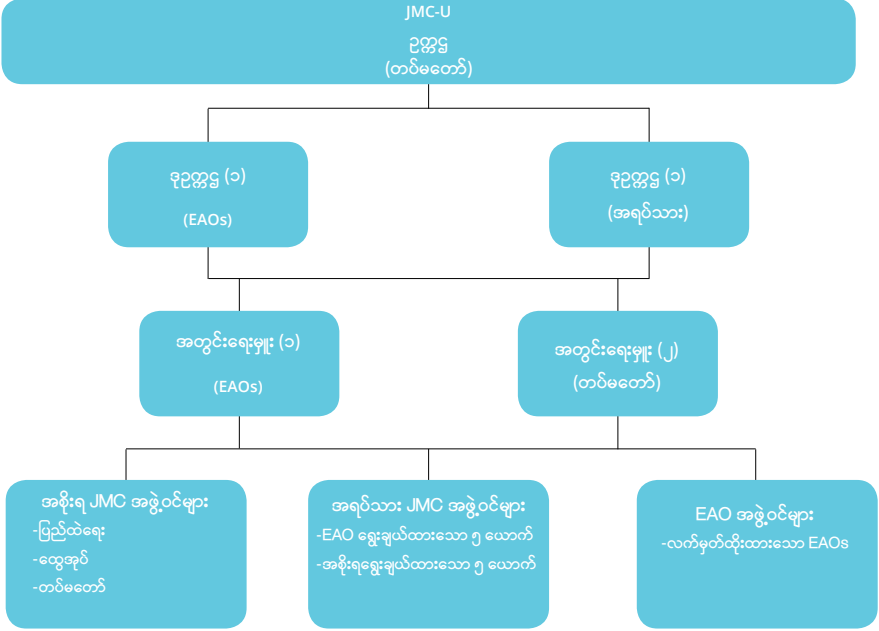 JMC-U
ဥက္ကဌ
(တပ်မတော်)
ဒုဥက္ကဌ (၁)
(EAOs)
ဒုဥက္ကဌ (၁)
(အရပ်သား)
အတွင်းရေးမှူး (၁)
(EAOs)
အတွင်းရေးမှူး (၂)
(တပ်မတော်)
အစိုးရ JMC အဖွဲ့ဝင်များ
-ပြည်ထဲရေး
-ထွေအုပ်
-တပ်မတော်
အရပ်သား JMC အဖွဲ့ဝင်များ
-EAO ရွေးချယ်ထားသော ၅ ယောက်
-အစိုးရရွေးချယ်ထားသော ၅ ယောက်
EAO အဖွဲ့ဝင်များ
-လက်မှတ်ထိုးထားသော EAOs